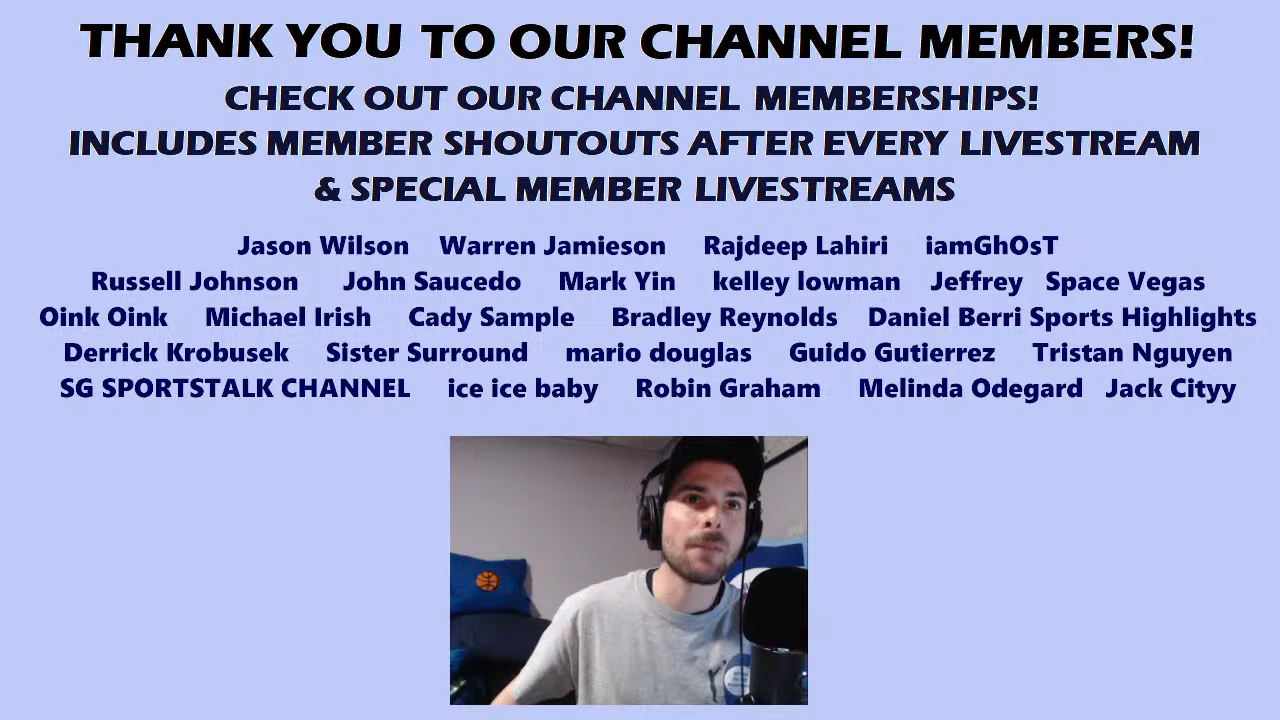 THANK YOU TO OUR CHANNEL MEMBERS!
CHECK OUT OUR CHANNEL MEMBERSHIPS!
INCLUDES MEMBER SHOUTOUTS AFTER EVERY LIVESTREAM
& SPECIAL MEMBER LIVESTREAMS
Jason Wilson Warren Jamieson Rajdeep Lahiri iamGhOsT
Russell Johnson John Saucedo Mark Yin kelley lowman Jeffrey Space Vegas
Oink Oink Michael Irish Cady Sample Bradley Reynolds Daniel Berri Sports Highlights
Derrick Krobusek Sister Surround mario douglas Guido Gutierrez Tristan Nguyen
SG SPORTSTALK CHANNEL ice ice baby Robin Graham Melinda Odegard Jack Cityy